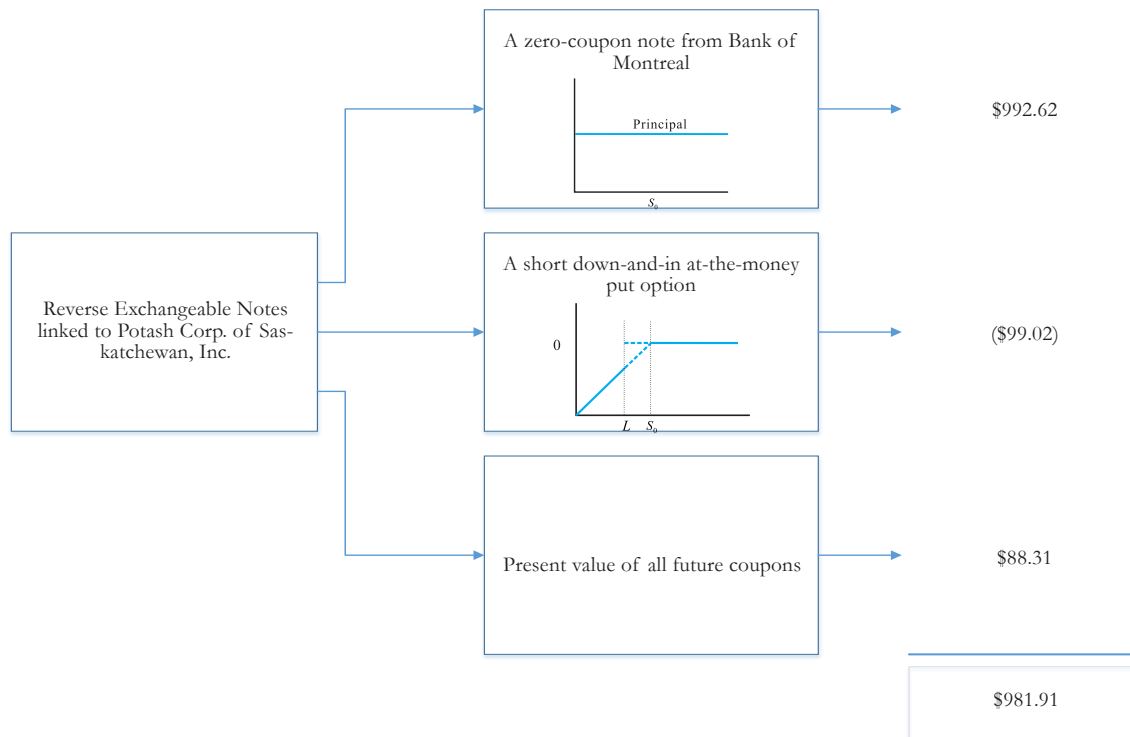 A zero-coupon note from Bank of
Montreal
Principal
S₀
$992.62
Reverse Exchangeable Notes
linked to Potash Corp. of Sas-
katchewan, Inc.
A short down-and-in at-the-money
put option
0
L S₀
($99.02)
Present value of all future coupons
$88.31
$981.91